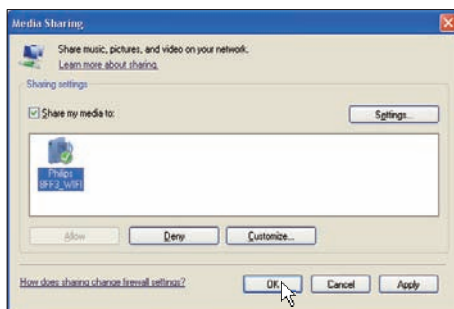 Media Sharing
Share music, pictures, and video on your network.
Learn more about sharing.
Sharing settings
Share my media to:
Settings...
Philips
8FF3_WIFI
Allow
Deny
Customize...
How does sharing change firewall settings?
OK
Cancel
Apply